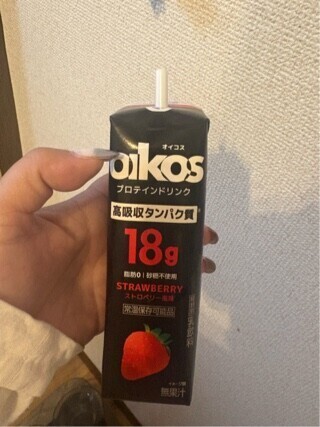 オイコス
oikos
プロテインドリンク
高吸収タンパク質
18g
脂肪0 砂糖不使用
STRAWBERRY
ストロベリー風味
常温保存可能品
無果汁